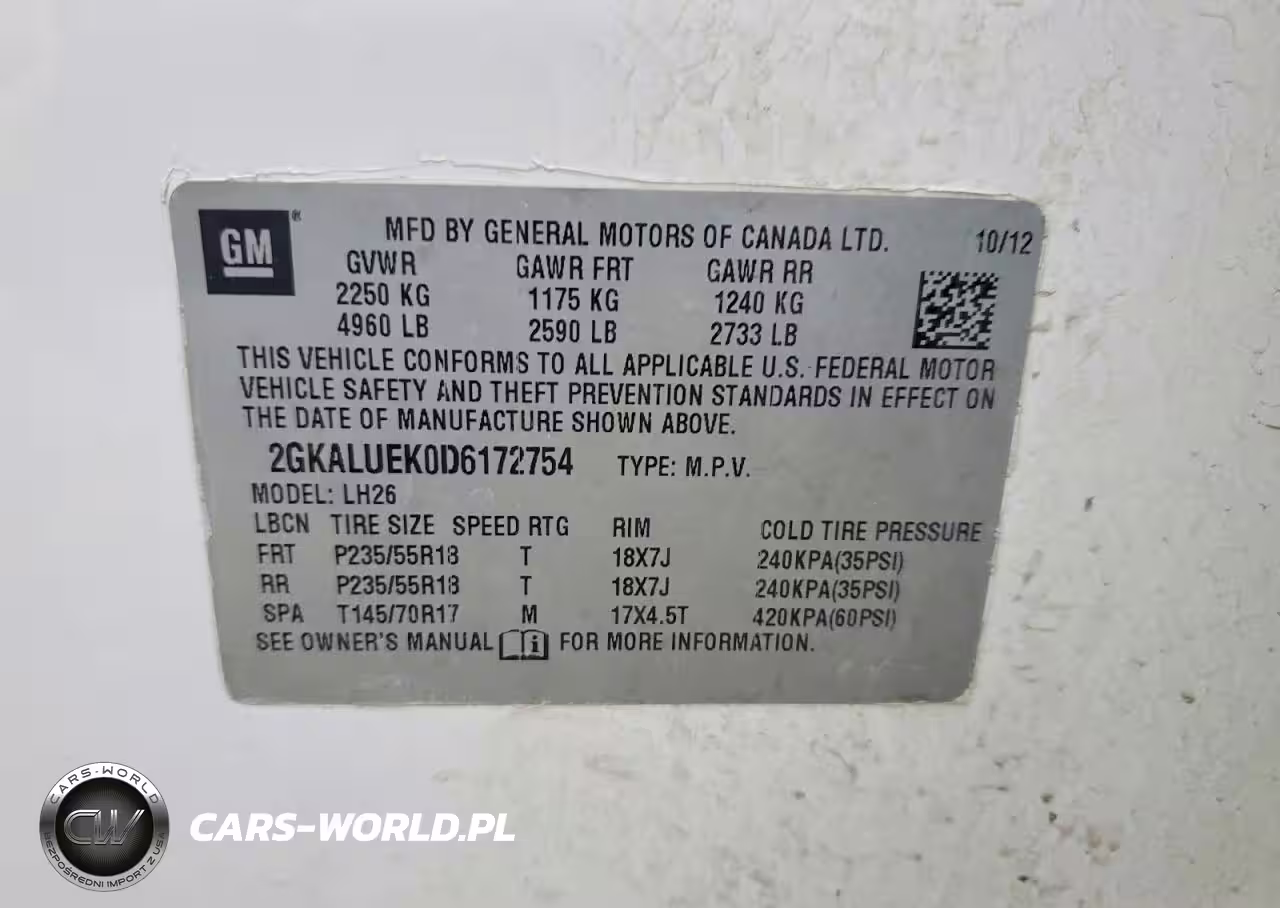 GM®
MFD BY GENERAL MOTORS OF CANADA LTD. 10/12
GVWR GAWR FRT GAWR RR
2250 KG 1175 KG 1240 KG
4960 LB 2590 LB 2733 LB
THIS VEHICLE CONFORMS TO ALL APPLICABLE U.S. FEDERAL MOTOR
VEHICLE SAFETY AND THEFT PREVENTION STANDARDS IN EFFECT ON
THE DATE OF MANUFACTURE SHOWN ABOVE.
2GKALUEK0D6172754 TYPE: M.P.V.
MODEL: LH26
LBCN TIRE SIZE SPEED RTG RIM COLD TIRE PRESSURE
FRT P235/55R18 T 18X7J 240KPA(35PSI)
RR P235/55R18 T 18X7J 240KPA(35PSI)
SPA T145/70R17 M 17X4.5T 420KPA(60PSI)
SEE OWNER'S MANUAL i FOR MORE INFORMATION.
CARS-WORLD
CW
BEZPOŚREDNI IMPORT Z USA
CARS-WORLD.PL